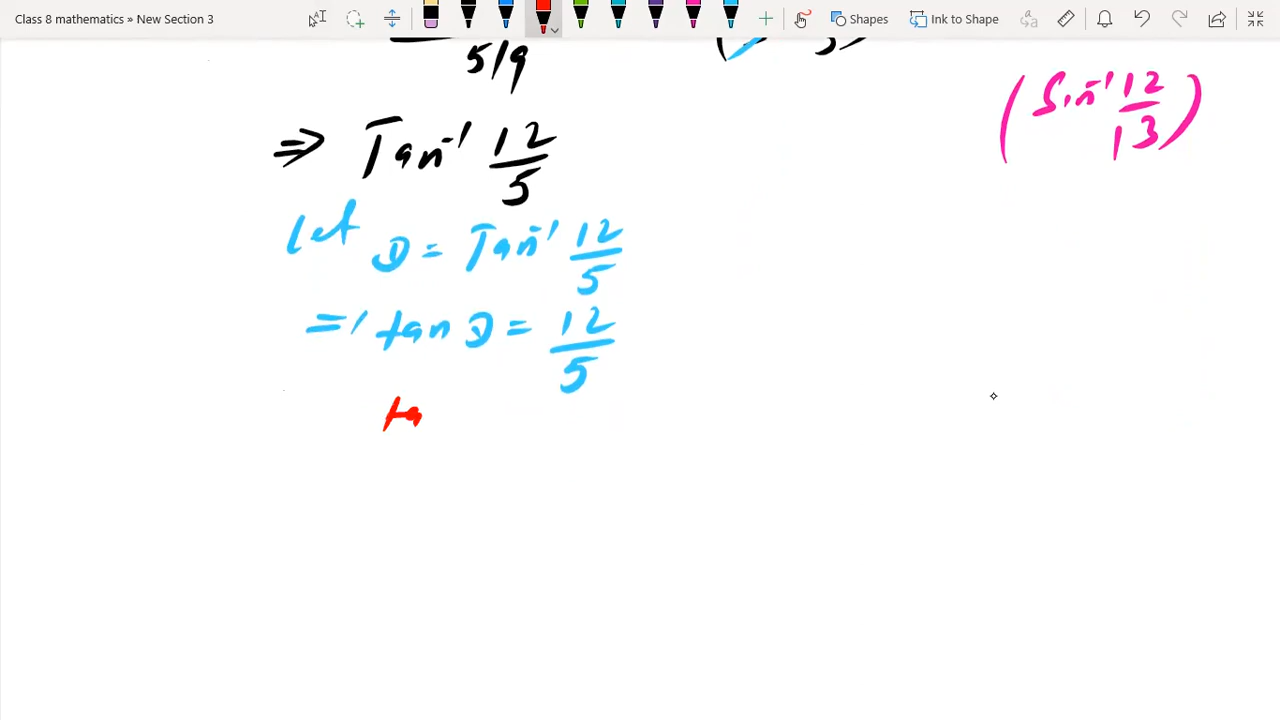 Class 8 mathematics » New Section 3
Shapes
Ink to Shape
5/9
(Sin⁻¹ 12/13)
=> Tan⁻¹ 12/5
let θ = Tan⁻¹ 12/5
=> tan θ = 12/5
ta